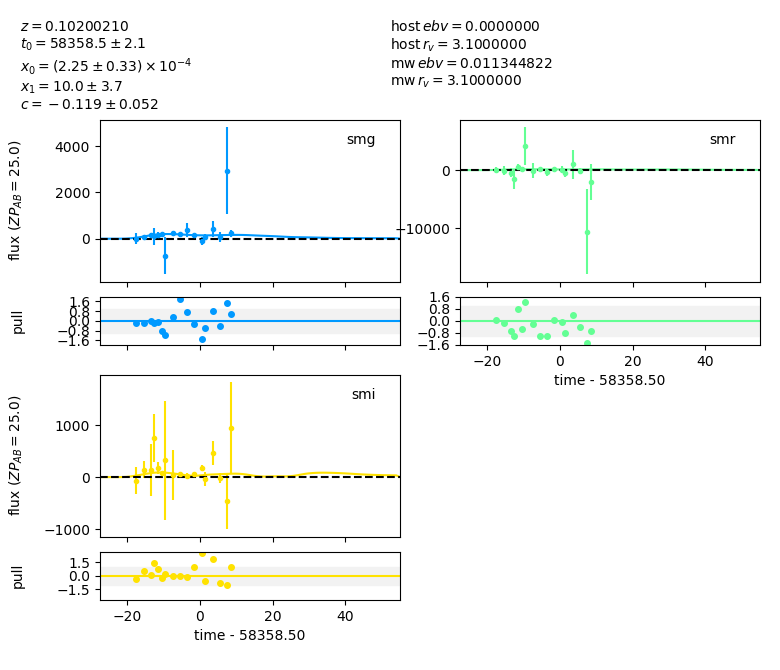 z = 0.10200210
t₀ = 58358.5 ± 2.1
x₀ = (2.25 ± 0.33) × 10⁻⁴
x₁ = 10.0 ± 3.7
c = −0.119 ± 0.052
host ebv = 0.0000000
host rᵥ = 3.1000000
mw ebv = 0.011344822
mw rᵥ = 3.1000000
smg
flux (ZP_AB = 25.0)
4000
2000
0
pull
1.6
0.8
0.0
−0.8
−1.6
smr
0
−10000
1.6
0.8
0.0
−0.8
−1.6
−20 0 20 40
time - 58358.50
smi
flux (ZP_AB = 25.0)
1000
0
−1000
pull
1.5
0.0
−1.5
−20 0 20 40
time - 58358.50